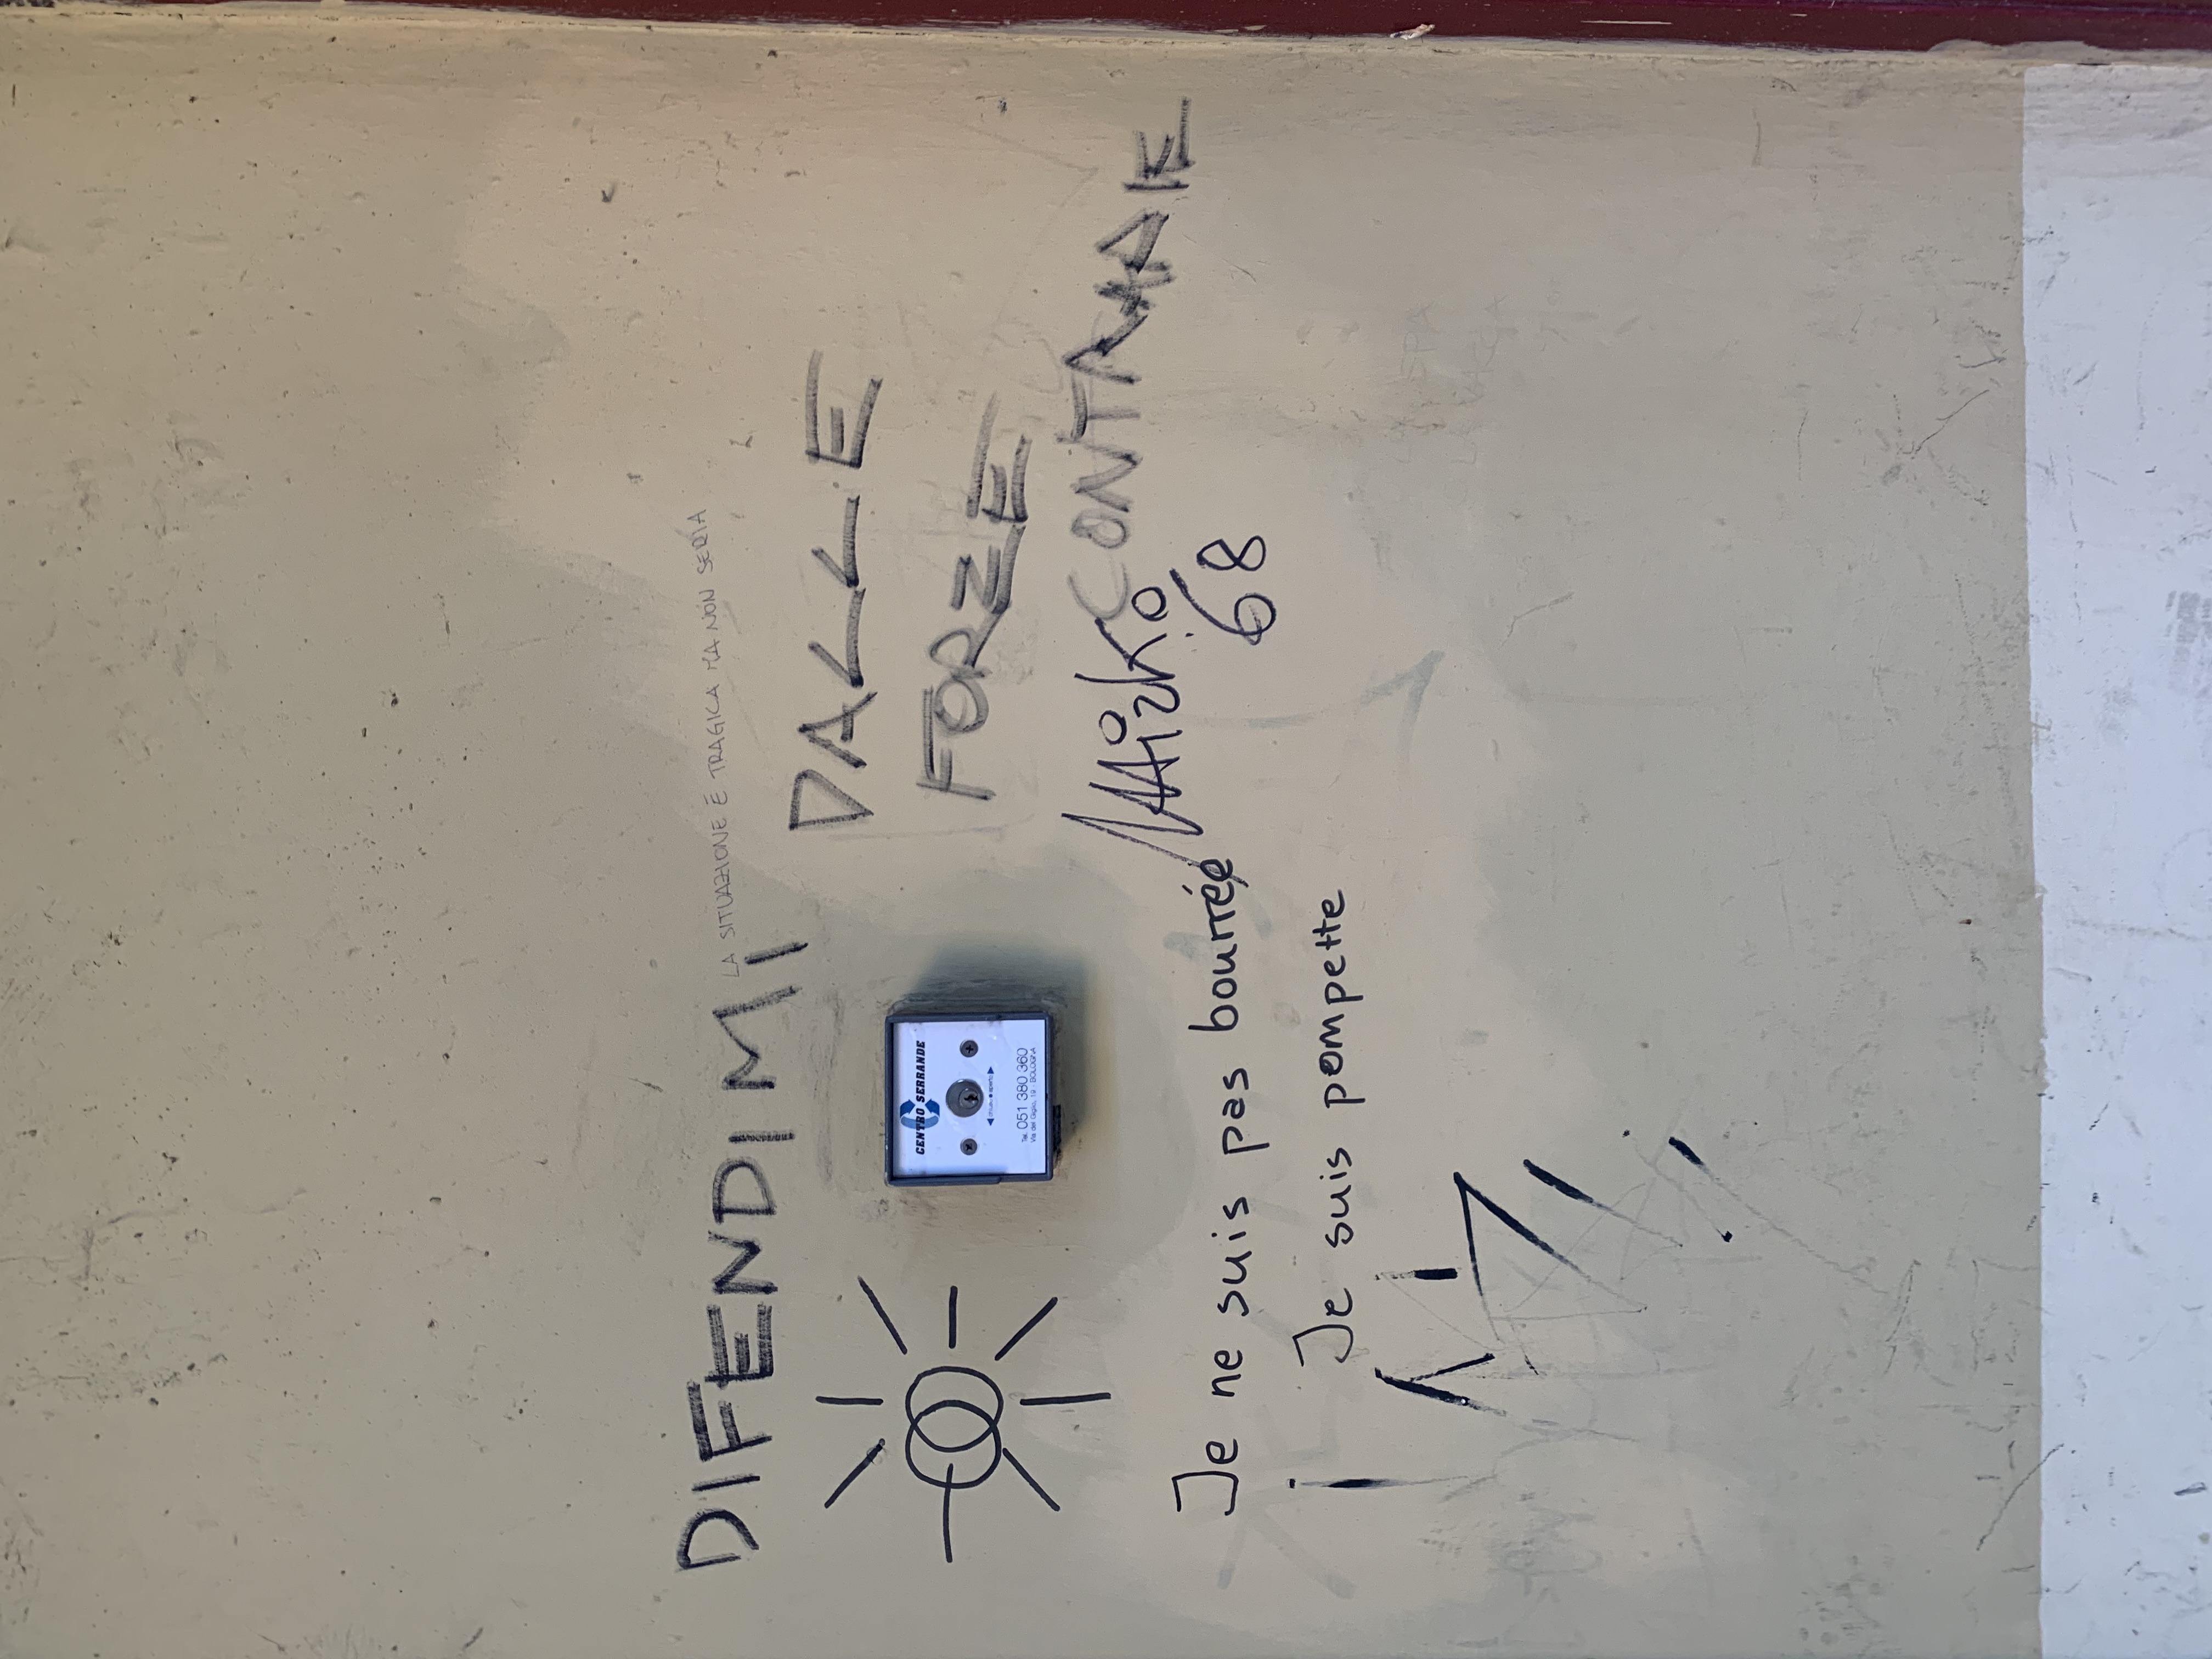 DIFENDIMI
LA SITUAZIONE È TRAGICA MA NON SERIA
DALLE
FORZE
CONTRARIE
CENTRO SERRANDE
chiuso aperto
Tel. 051 380 360
Via del Giglio, 19 - BOLOGNA
Mirko
68
Je ne suis pas bourrée
Je suis pompette